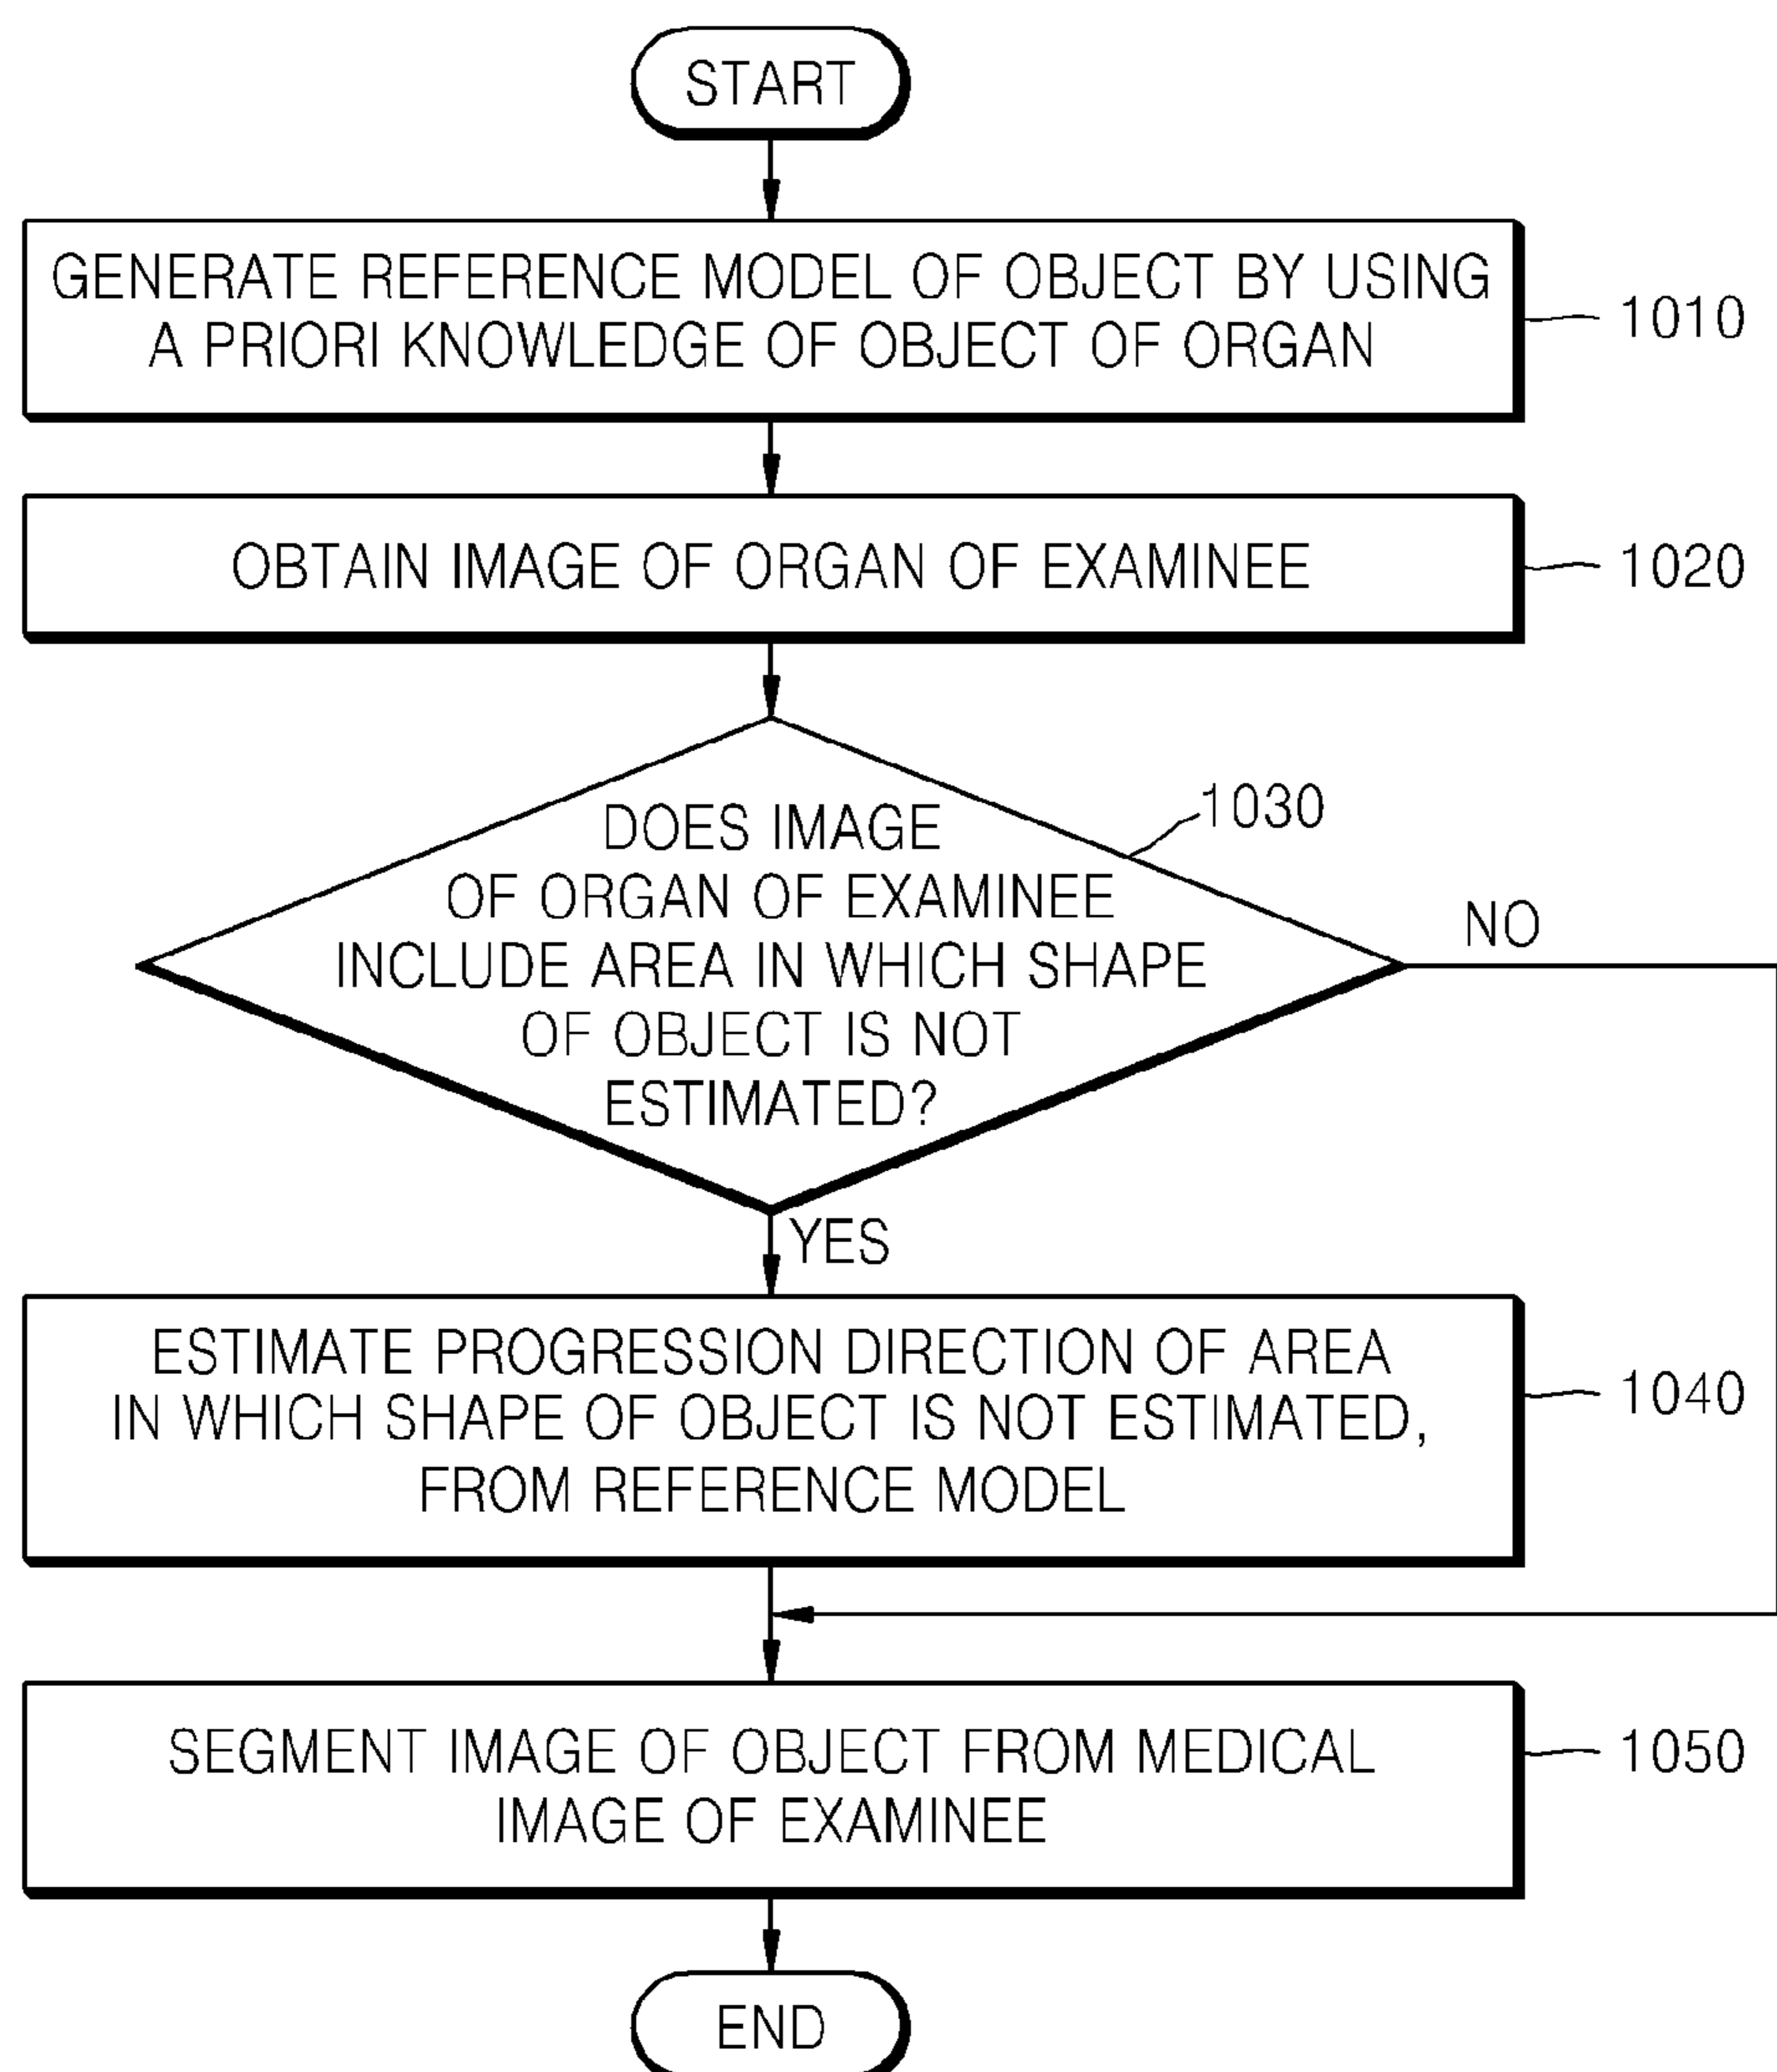 START
GENERATE REFERENCE MODEL OF OBJECT BY USING
A PRIORI KNOWLEDGE OF OBJECT OF ORGAN
1010
OBTAIN IMAGE OF ORGAN OF EXAMINEE
1020
DOES IMAGE
OF ORGAN OF EXAMINEE
INCLUDE AREA IN WHICH SHAPE
OF OBJECT IS NOT
ESTIMATED?
1030
NO
YES
ESTIMATE PROGRESSION DIRECTION OF AREA
IN WHICH SHAPE OF OBJECT IS NOT ESTIMATED,
FROM REFERENCE MODEL
1040
SEGMENT IMAGE OF OBJECT FROM MEDICAL
IMAGE OF EXAMINEE
1050
END